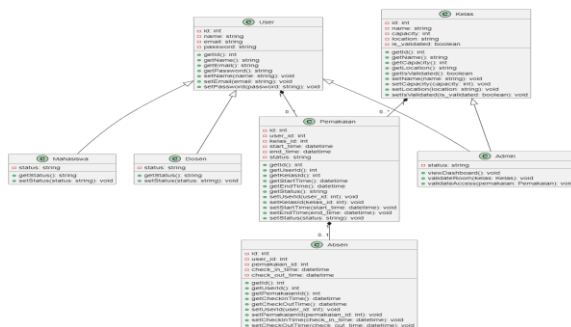 C User
id: int
name: string
email: string
password: string
getId(): int
getName(): string
getEmail(): string
getPassword(): string
setName(name: string): void
setEmail(email: string): void
setPassword(password: string): void
C Kelas
id: int
name: string
capacity: int
location: string
is_validated: boolean
getId(): int
getName(): string
getCapacity(): int
getLocation(): string
getIsValidated(): boolean
setName(name: string): void
setCapacity(capacity: int): void
setLocation(location: string): void
setIsValidated(is_validated: boolean): void
0..*
0..*
C Mahasiswa
status: string
getStatus(): string
setStatus(status: string): void
C Dosen
status: string
getStatus(): string
setStatus(status: string): void
C Pemakaian
id: int
user_id: int
kelas_id: int
start_time: datetime
end_time: datetime
status: string
getId(): int
getUserId(): int
getKelasId(): int
getStartTime(): datetime
getEndTime(): datetime
getStatus(): string
setUserId(user_id: int): void
setKelasId(kelas_id: int): void
setStartTime(start_time: datetime): void
setEndTime(end_time: datetime): void
setStatus(status: string): void
C Admin
status: string
viewDashboard(): void
validateRoom(kelas: Kelas): void
validateAccess(pemakaian: Pemakaian): void
0..1
C Absen
id: int
user_id: int
pemakaian_id: int
check_in_time: datetime
check_out_time: datetime
getId(): int
getUserId(): int
getPemakaianId(): int
getCheckInTime(): datetime
getCheckOutTime(): datetime
setUserId(user_id: int): void
setPemakaianId(pemakaian_id: int): void
setCheckInTime(check_in_time: datetime): void
setCheckOutTime(check_out_time: datetime): void